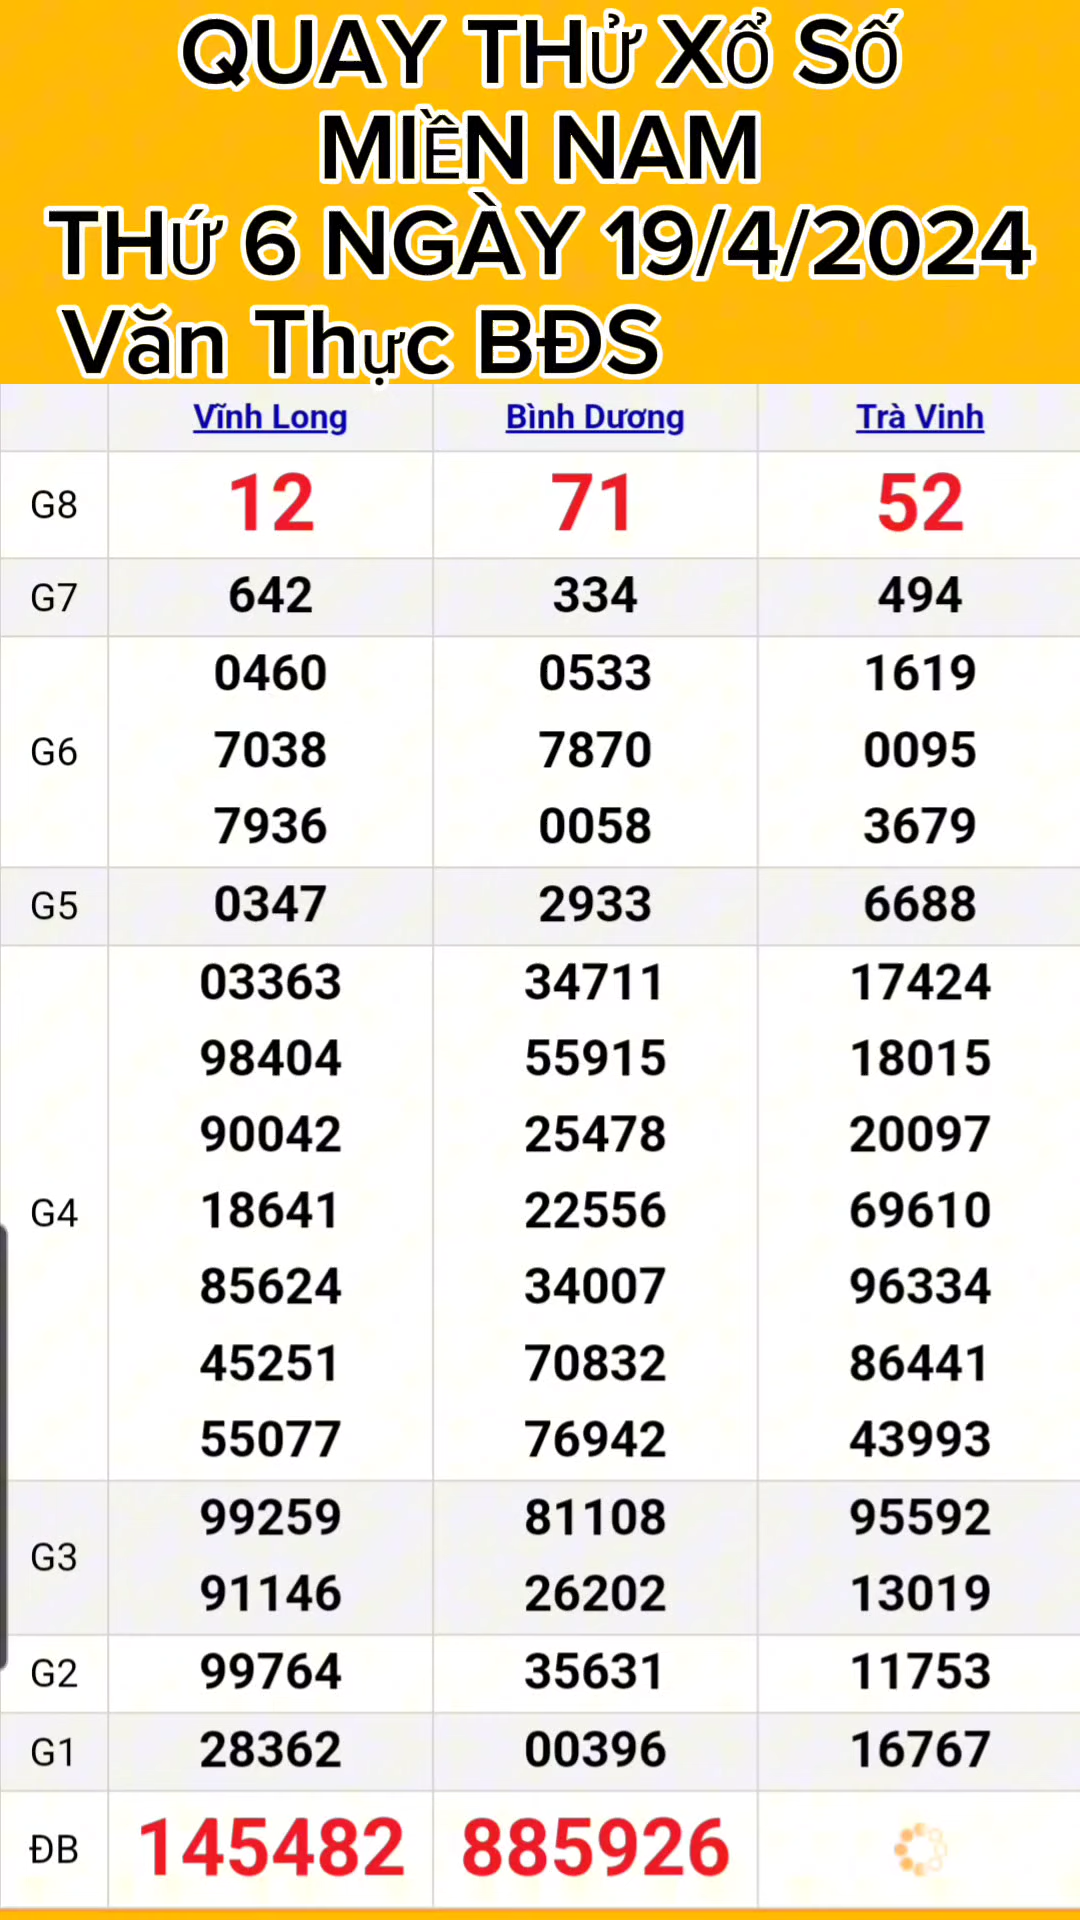 QUAY THỬ XỔ SỐ
MIỀN NAM
THỨ 6 NGÀY 19/4/2024
Văn Thực BĐS
Vĩnh Long Bình Dương Trà Vinh
G8 12 71 52
G7 642 334 494
0460 0533 1619
G6 7038 7870 0095
7936 0058 3679
G5 0347 2933 6688
03363 34711 17424
98404 55915 18015
90042 25478 20097
G4 18641 22556 69610
85624 34007 96334
45251 70832 86441
55077 76942 43993
99259 81108 95592
G3
91146 26202 13019
G2 99764 35631 11753
G1 28362 00396 16767
ĐB 145482 885926